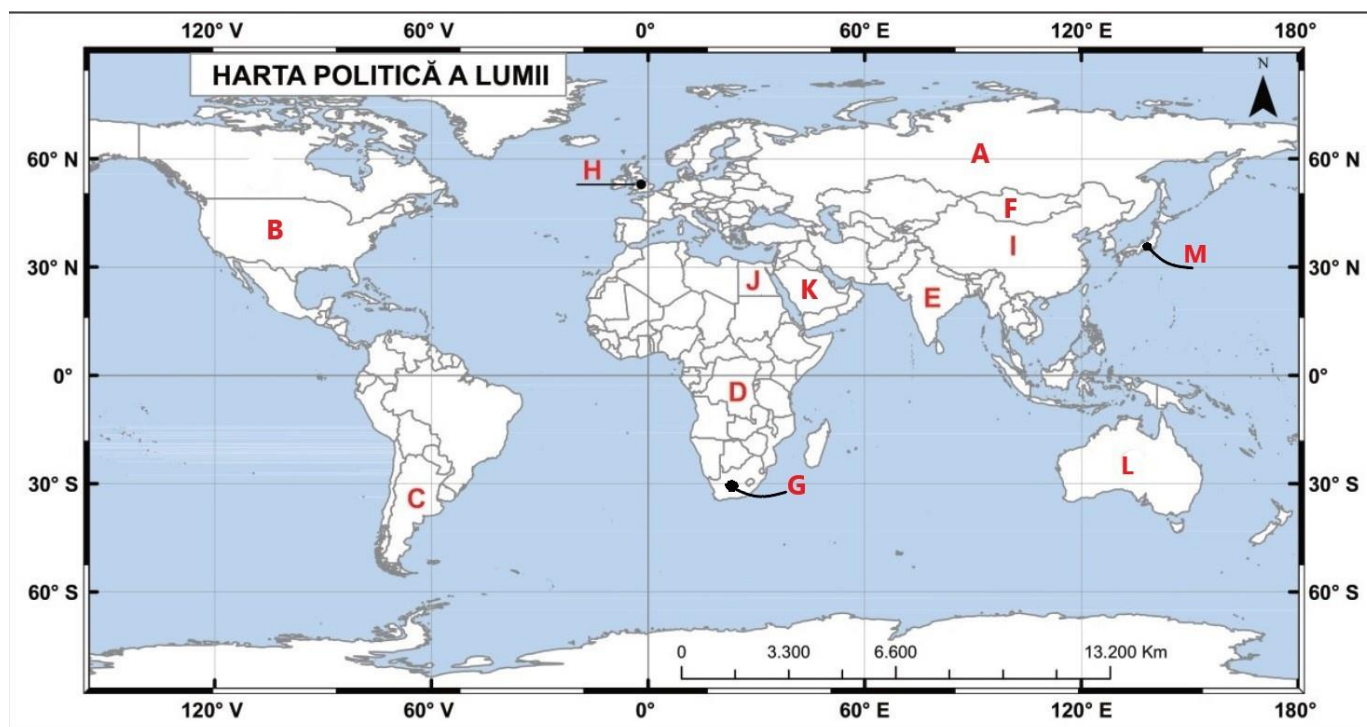 120° V 60° V 0° 60° E 120° E 180°
HARTA POLITICĂ A LUMII
N
60° N A 60° N
H
F
B I
M
30° N J 30° N
K E
0° D 0°
L
30° S G 30° S
C
60° S 60° S
0 3.300 6.600 13.200 Km
120° V 60° V 0° 60° E 120° E 180°